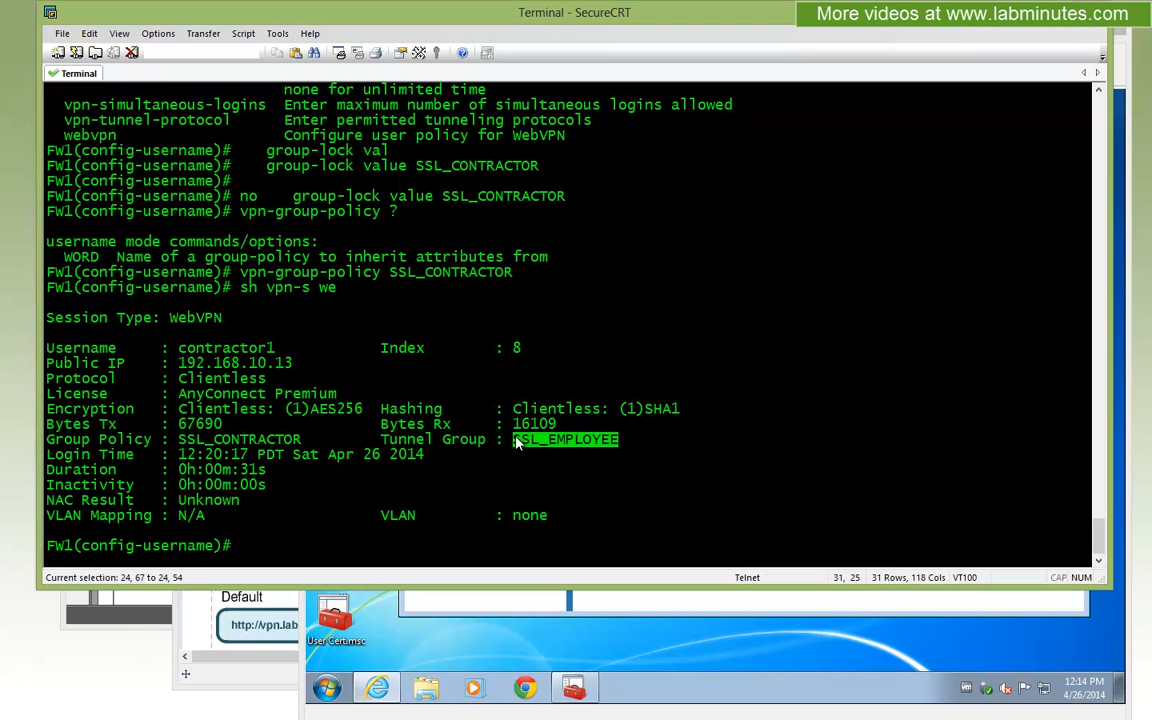 Terminal - SecureCRT
More videos at www.labminutes.com
File Edit View Options Transfer Script Tools Help
Terminal
none for unlimited time
vpn-simultaneous-logins Enter maximum number of simultaneous logins allowed
vpn-tunnel-protocol Enter permitted tunneling protocols
webvpn Configure user policy for WebVPN
FW1(config-username)# group-lock val
FW1(config-username)# group-lock value SSL_CONTRACTOR
FW1(config-username)#
FW1(config-username)# no group-lock value SSL_CONTRACTOR
FW1(config-username)# vpn-group-policy ?
username mode commands/options:
WORD Name of a group-policy to inherit attributes from
FW1(config-username)# vpn-group-policy SSL_CONTRACTOR
FW1(config-username)# sh vpn-s we
Session Type: WebVPN
Username : contractor1 Index : 8
Public IP : 192.168.10.13
Protocol : Clientless
License : AnyConnect Premium
Encryption : Clientless: (1)AES256 Hashing : Clientless: (1)SHA1
Bytes Tx : 67690 Bytes Rx : 16109
Group Policy : SSL_CONTRACTOR Tunnel Group : SSL_EMPLOYEE
Login Time : 12:20:17 PDT Sat Apr 26 2014
Duration : 0h:00m:31s
Inactivity : 0h:00m:00s
NAC Result : Unknown
VLAN Mapping : N/A VLAN : none
FW1(config-username)#
Current selection: 24, 67 to 24, 54 Telnet 31, 25 31 Rows, 118 Cols VT100 CAP NUM
Default
http://vpn.lab
User Cert.msc
12:14 PM
4/26/2014